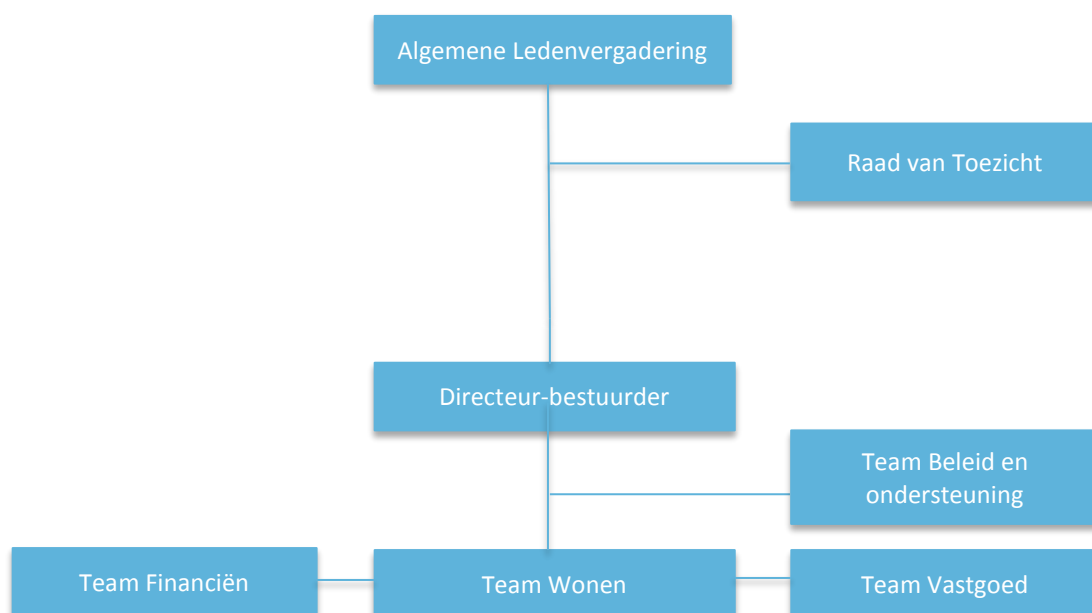 Algemene Ledenvergadering
Raad van Toezicht
Directeur-bestuurder
Team Beleid en
ondersteuning
Team Financiën
Team Wonen
Team Vastgoed